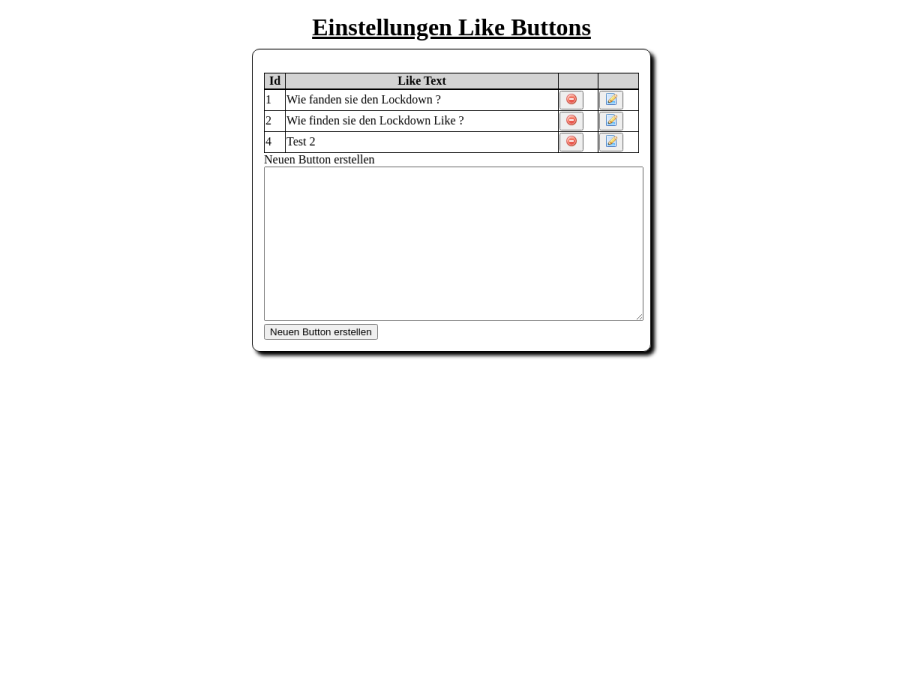 Einstellungen Like Buttons
Id Like Text
1 Wie fanden sie den Lockdown ?
2 Wie finden sie den Lockdown Like ?
4 Test 2
Neuen Button erstellen
Neuen Button erstellen